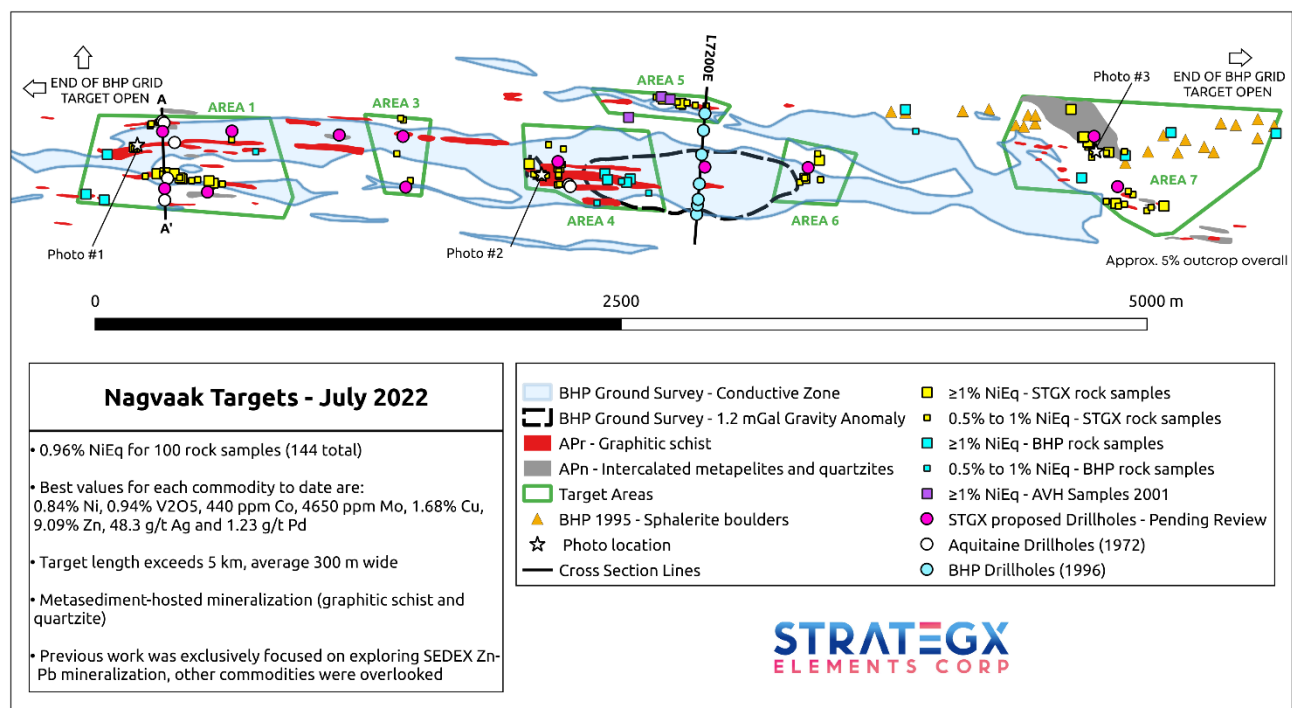 END OF BHP GRID
TARGET OPEN
A
AREA 1
AREA 3
AREA 5
L7200E
Photo #3
END OF BHP GRID
TARGET OPEN
A'
AREA 4
AREA 6
AREA 7
Photo #1
Photo #2
Approx. 5% outcrop overall
0
2500
5000 m
Nagvaak Targets - July 2022
• 0.96% NiEq for 100 rock samples (144 total)
• Best values for each commodity to date are:
0.84% Ni, 0.94% V2O5, 440 ppm Co, 4650 ppm Mo, 1.68% Cu,
9.09% Zn, 48.3 g/t Ag and 1.23 g/t Pd
• Target length exceeds 5 km, average 300 m wide
• Metasediment-hosted mineralization (graphitic schist and
quartzite)
• Previous work was exclusively focused on exploring SEDEX Zn-
Pb mineralization, other commodities were overlooked
BHP Ground Survey - Conductive Zone
BHP Ground Survey - 1.2 mGal Gravity Anomaly
APr - Graphitic schist
APn - Intercalated metapelites and quartzites
Target Areas
BHP 1995 - Sphalerite boulders
Photo location
Cross Section Lines
≥1% NiEq - STGX rock samples
0.5% to 1% NiEq - STGX rock samples
≥1% NiEq - BHP rock samples
0.5% to 1% NiEq - BHP rock samples
≥1% NiEq - AVH Samples 2001
STGX proposed Drillholes - Pending Review
Aquitaine Drillholes (1972)
BHP Drillholes (1996)
STRATEGX
ELEMENTS CORP